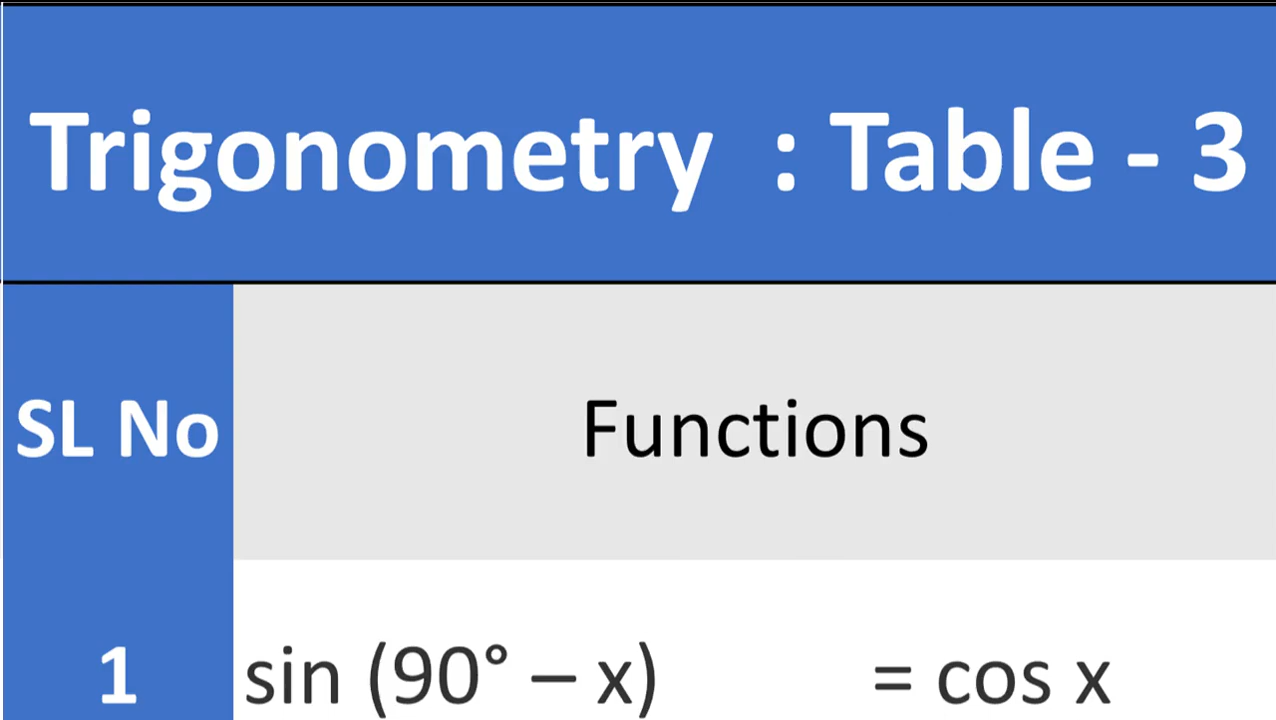 Trigonometry : Table - 3
SL No Functions
1 sin (90° – x) = cos x